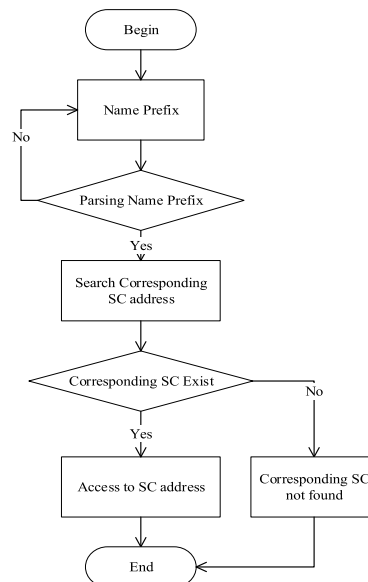 Begin
Name Prefix
No
Parsing Name Prefix
Yes
Search Corresponding
SC address
Corresponding SC Exist
No
Yes
Access to SC address
Corresponding SC
not found
End